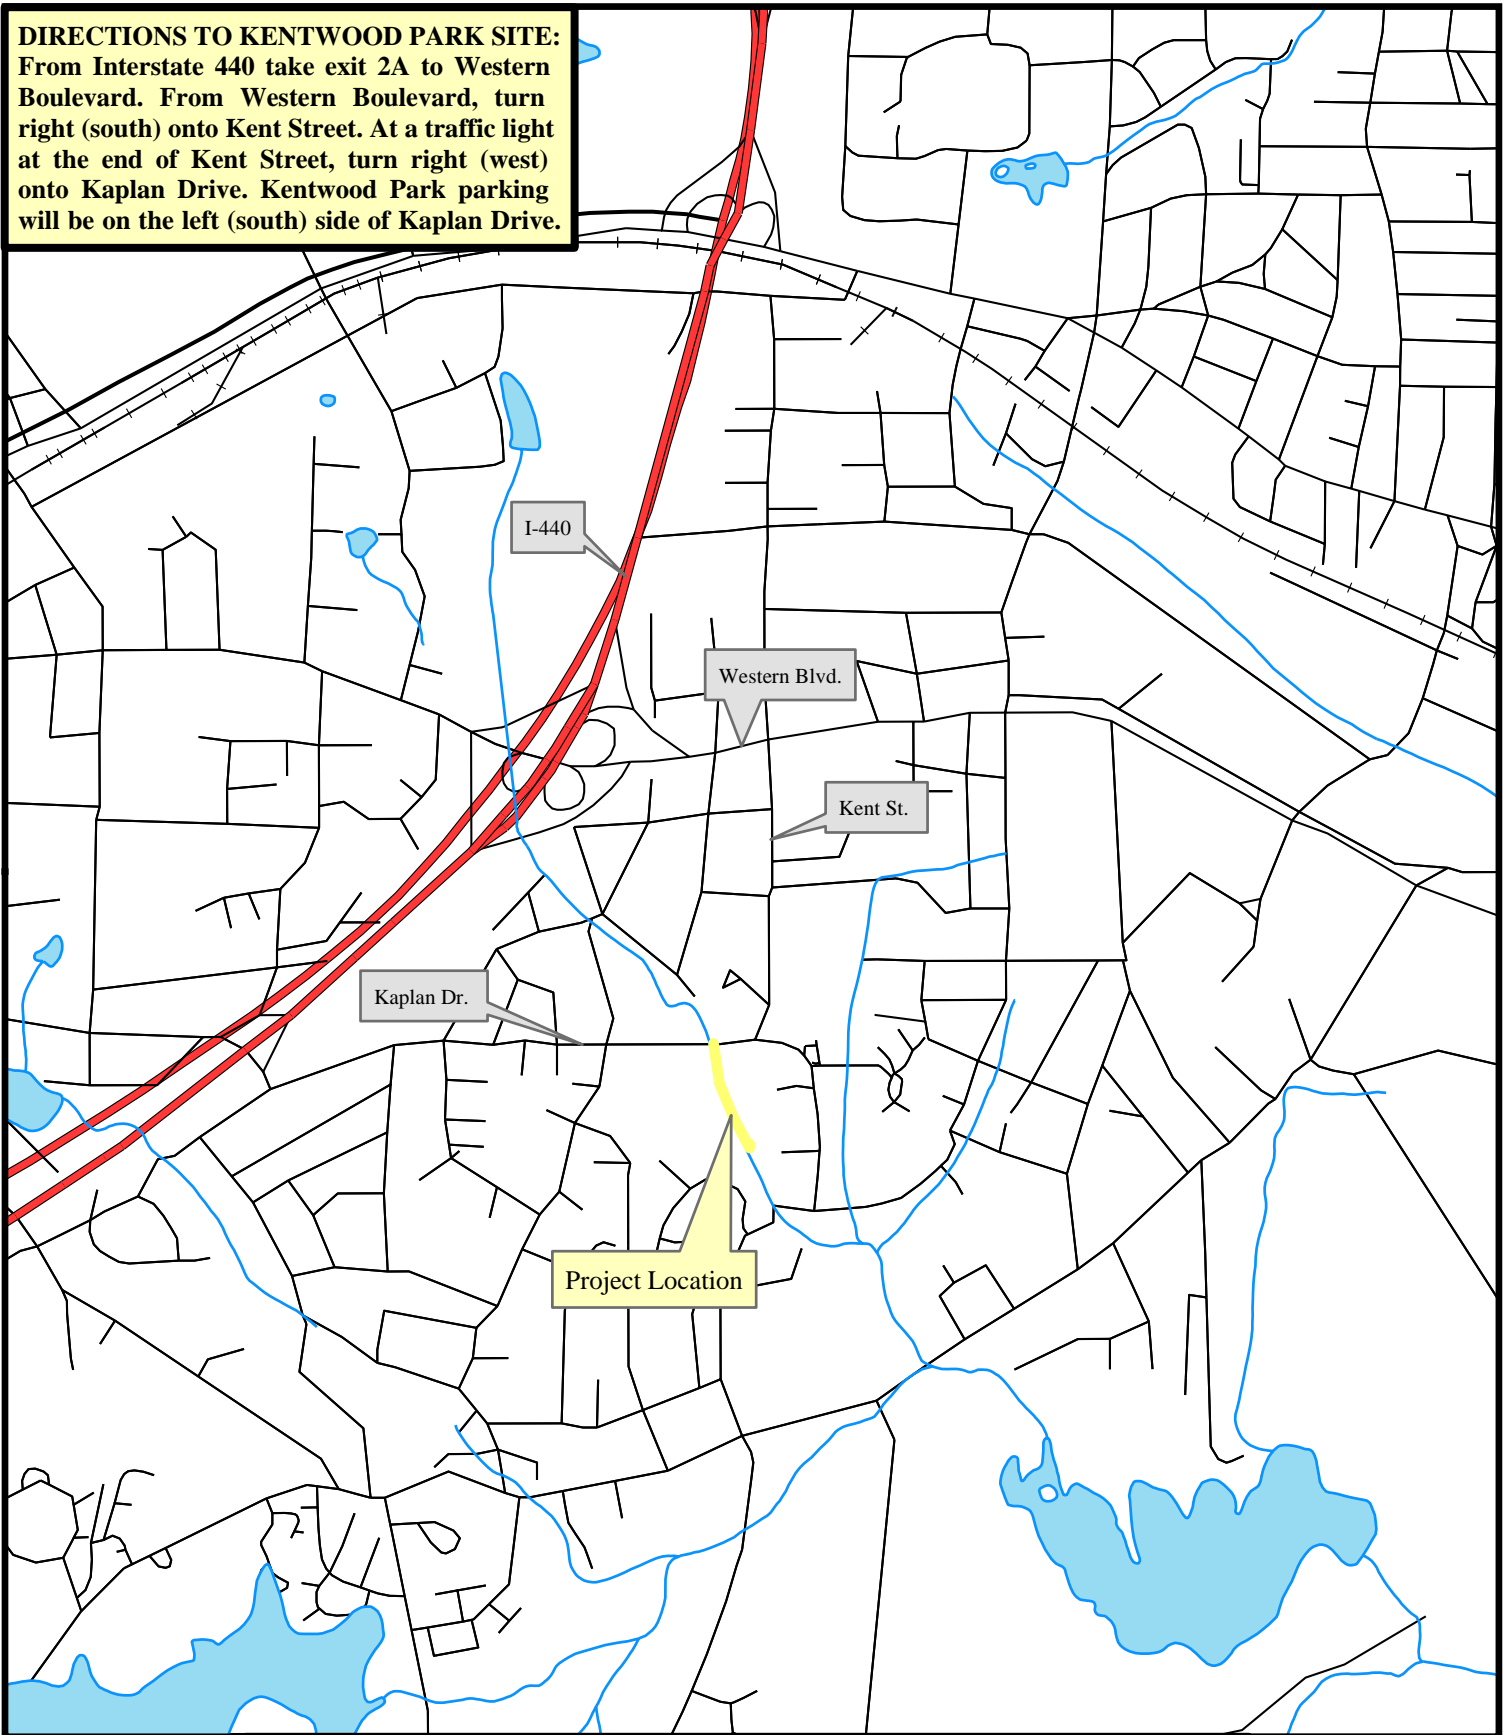 DIRECTIONS TO KENTWOOD PARK SITE:
From Interstate 440 take exit 2A to Western
Boulevard. From Western Boulevard, turn
right (south) onto Kent Street. At a traffic light
at the end of Kent Street, turn right (west)
onto Kaplan Drive. Kentwood Park parking
will be on the left (south) side of Kaplan Drive.
I-440
Western Blvd.
Kent St.
Kaplan Dr.
Project Location